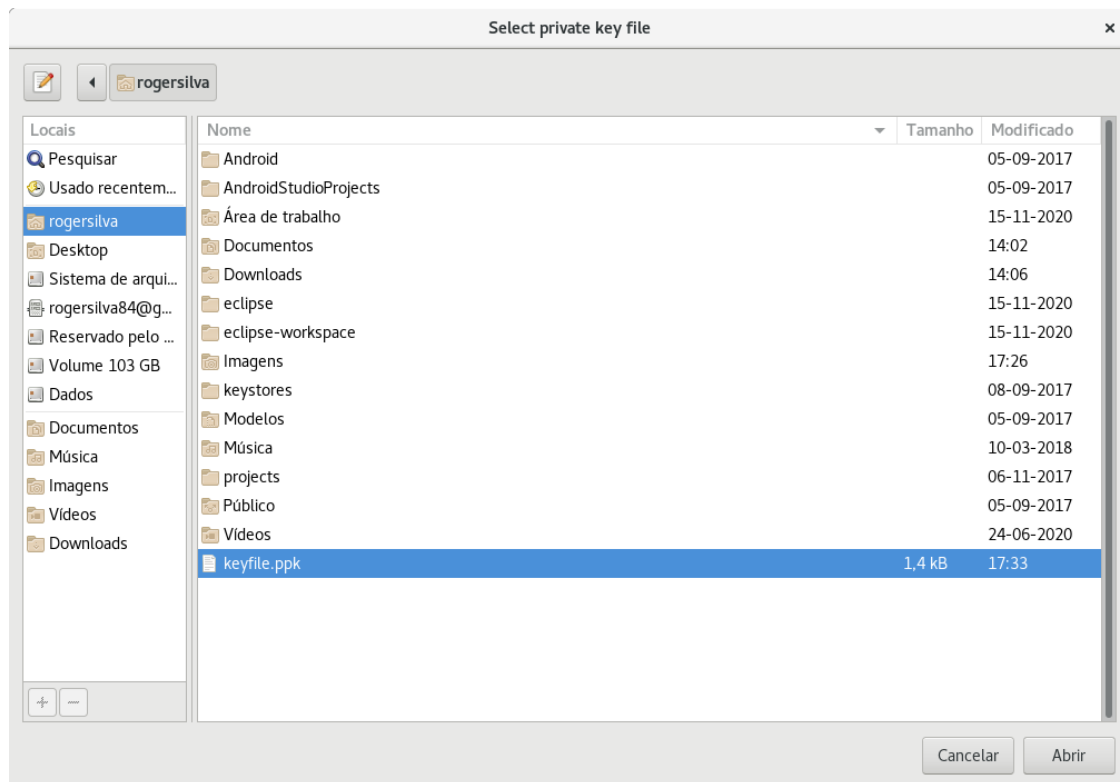 Select private key file
rogersilva
Locais
Pesquisar
Usado recentem...
rogersilva
Desktop
Sistema de arqui...
rogersilva84@g...
Reservado pelo ...
Volume 103 GB
Dados
Documentos
Música
Imagens
Vídeos
Downloads
Nome Tamanho Modificado
Android 05-09-2017
AndroidStudioProjects 05-09-2017
Área de trabalho 15-11-2020
Documentos 14:02
Downloads 14:06
eclipse 15-11-2020
eclipse-workspace 15-11-2020
Imagens 17:26
keystores 08-09-2017
Modelos 05-09-2017
Música 10-03-2018
projects 06-11-2017
Público 05-09-2017
Vídeos 24-06-2020
keyfile.ppk 1,4 kB 17:33
Cancelar Abrir